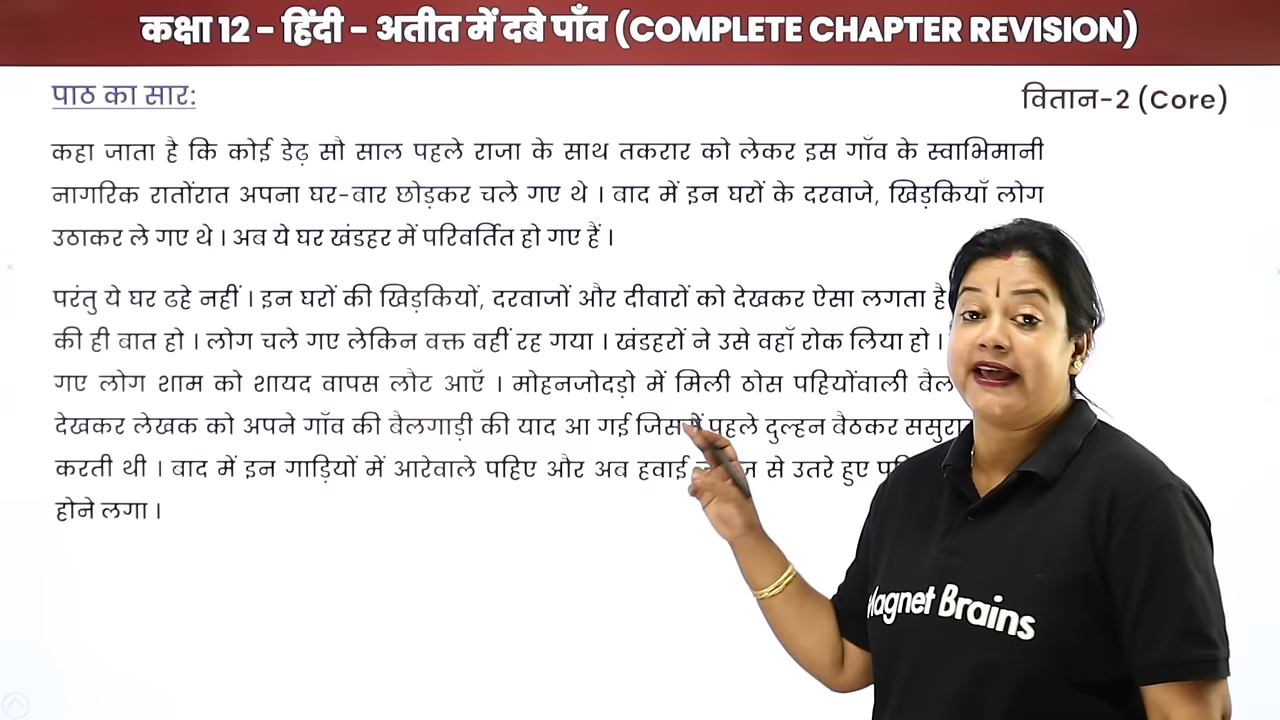 कक्षा 12 - हिंदी - अतीत में दबे पाँव (COMPLETE CHAPTER REVISION)
पाठ का सार:
वितान-2 (Core)
कहा जाता है कि कोई डेढ़ सौ साल पहले राजा के साथ तकरार को लेकर इस गाँव के स्वाभिमानी
नागरिक रातोंरात अपना घर-बार छोड़कर चले गए थे । बाद में इन घरों के दरवाजे, खिड़कियाँ लोग
उठाकर ले गए थे । अब ये घर खंडहर में परिवर्तित हो गए हैं ।
परंतु ये घर ढहे नहीं । इन घरों की खिड़कियों, दरवाजों और दीवारों को देखकर ऐसा लगता है
की ही बात हो । लोग चले गए लेकिन वक्त वहीं रह गया । खंडहरों ने उसे वहाँ रोक लिया हो ।
गए लोग शाम को शायद वापस लौट आएँ । मोहनजोदड़ो में मिली ठोस पहियोंवाली
देखकर लेखक को अपने गाँव की बैलगाड़ी की याद आ गई पहले दुल्हन बैठकर
करती थी । बाद में इन गाड़ियों में आरेवाले पहिए और अब हवाई से उतरे हुए
होने लगा ।
Magnet Brains